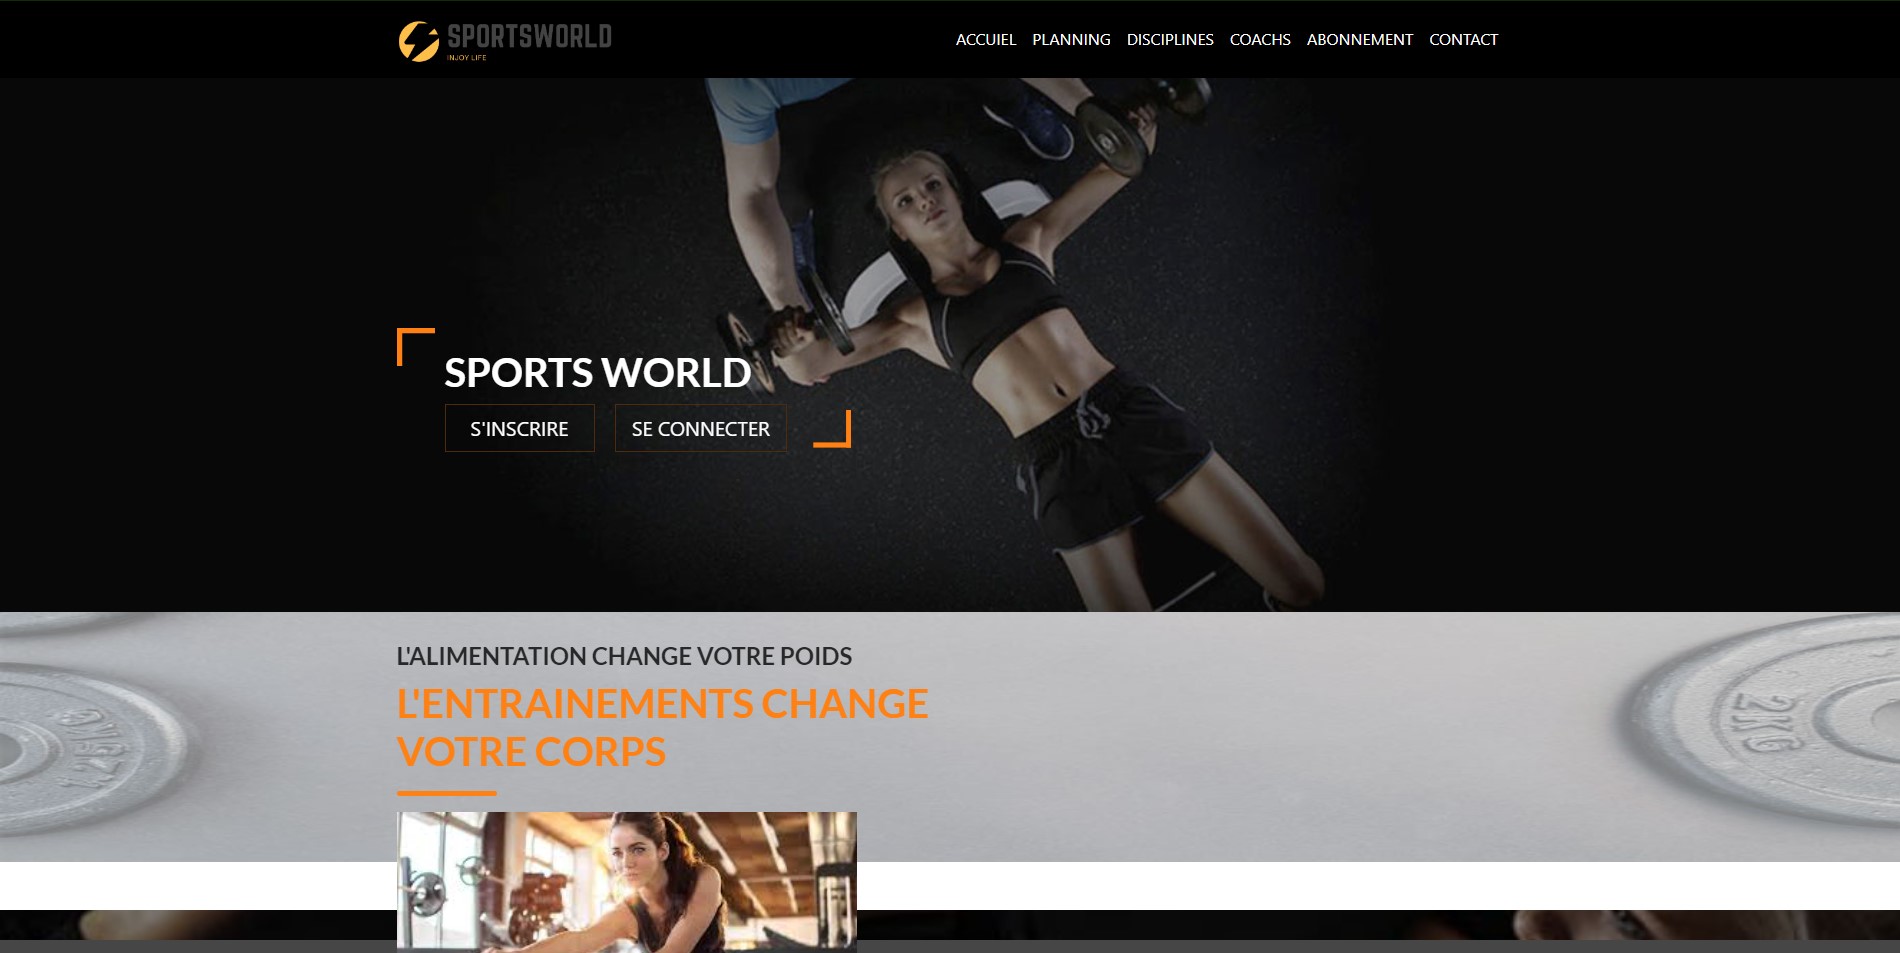 SPORTSWORLD
INJOY LIFE
ACCUIEL PLANNING DISCIPLINES COACHS ABONNEMENT CONTACT
SPORTS WORLD
S'INSCRIRE SE CONNECTER
L'ALIMENTATION CHANGE VOTRE POIDS
L'ENTRAINEMENTS CHANGE
VOTRE CORPS
2KG